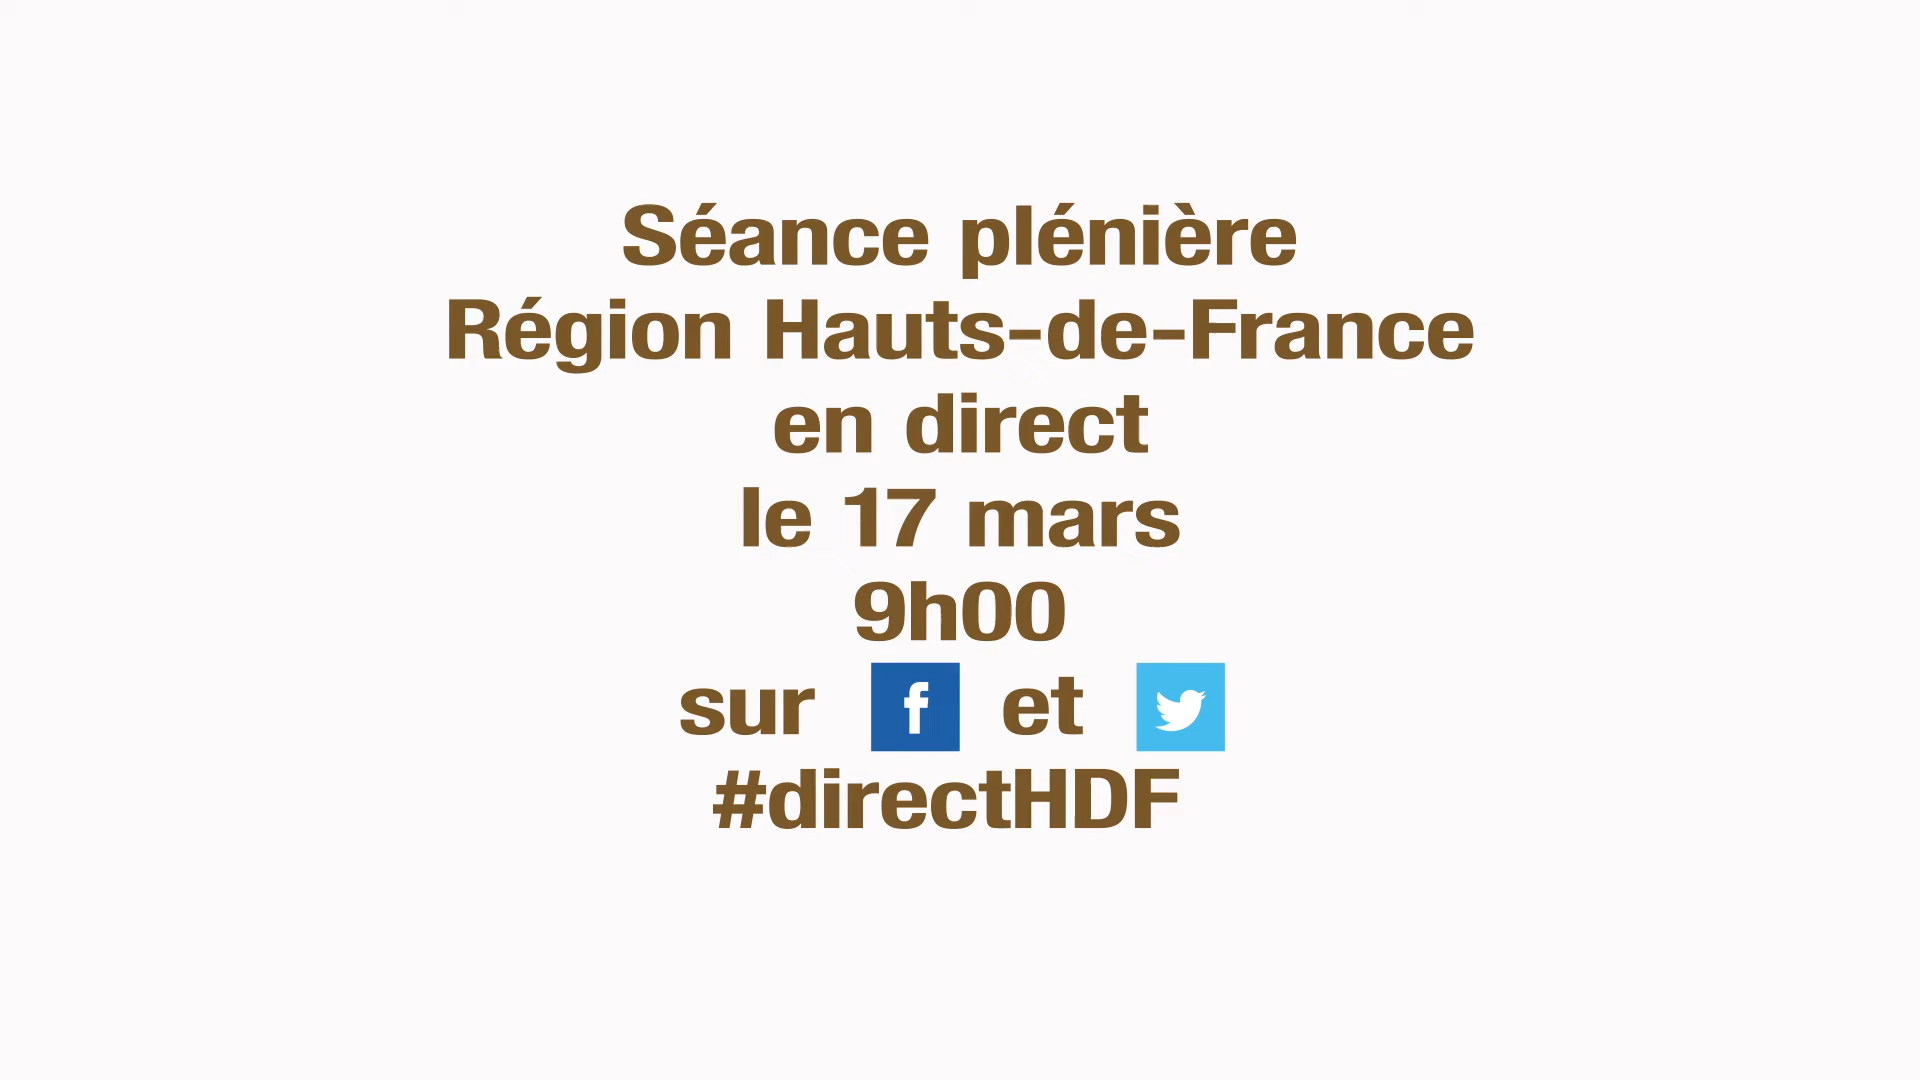 Séance plénière
Région Hauts-de-France
en direct
le 17 mars
9h00
sur f et
#directHDF